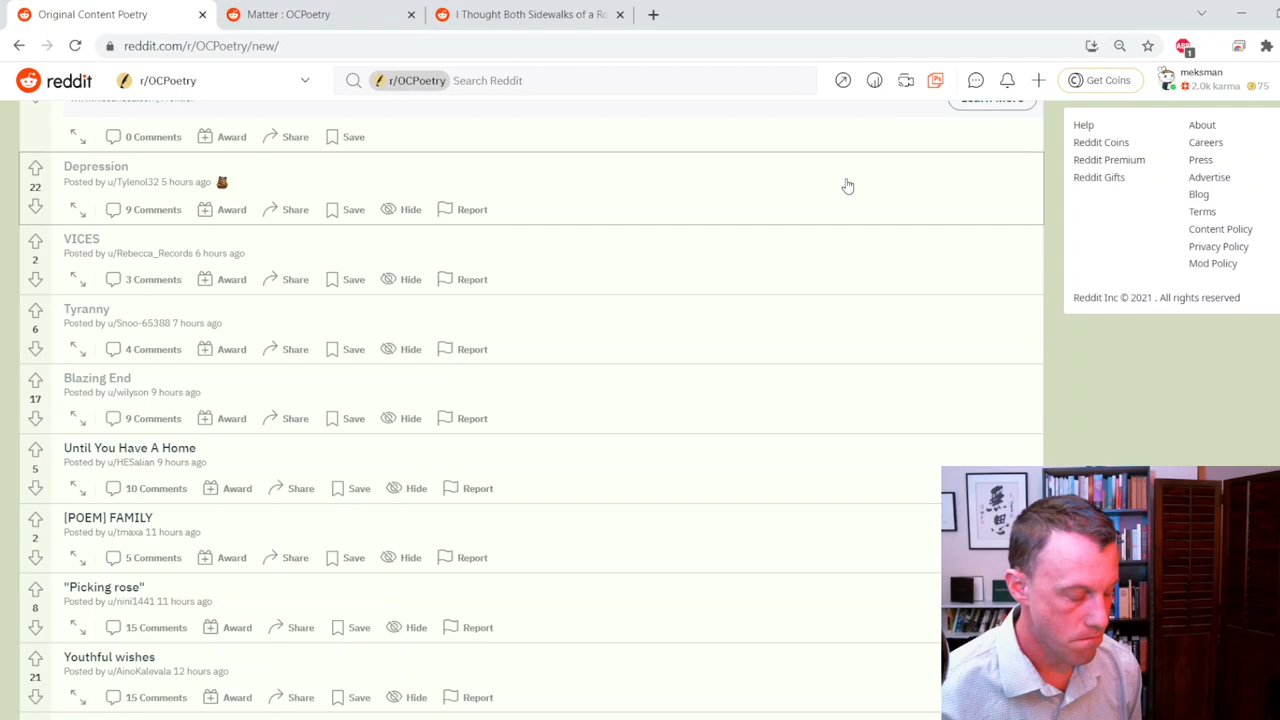 Original Content Poetry
Matter : OCPoetry
I Thought Both Sidewalks of a Ro
reddit.com/r/OCPoetry/new/
1
reddit
r/OCPoetry
r/OCPoetry Search Reddit
Get Coins
meksman
2.0k karma 75
0 Comments Award Share Save
Depression
Posted by u/Tylenol32 5 hours ago
22
9 Comments Award Share Save Hide Report
VICES
Posted by u/Rebecca_Records 6 hours ago
2
3 Comments Award Share Save Hide Report
Tyranny
Posted by u/Snoo-65388 7 hours ago
6
4 Comments Award Share Save Hide Report
Blazing End
Posted by u/wilyson 9 hours ago
17
9 Comments Award Share Save Hide Report
Until You Have A Home
Posted by u/HESalian 9 hours ago
5
10 Comments Award Share Save Hide Report
[POEM] FAMILY
Posted by u/tmaxa 11 hours ago
2
5 Comments Award Share Save Hide Report
"Picking rose"
Posted by u/nini1441 11 hours ago
8
15 Comments Award Share Save Hide Report
Youthful wishes
Posted by u/AinoKalevala 12 hours ago
21
15 Comments Award Share Save Hide Report
Help
Reddit Coins
Reddit Premium
Reddit Gifts
About
Careers
Press
Advertise
Blog
Terms
Content Policy
Privacy Policy
Mod Policy
Reddit Inc © 2021 . All rights reserved